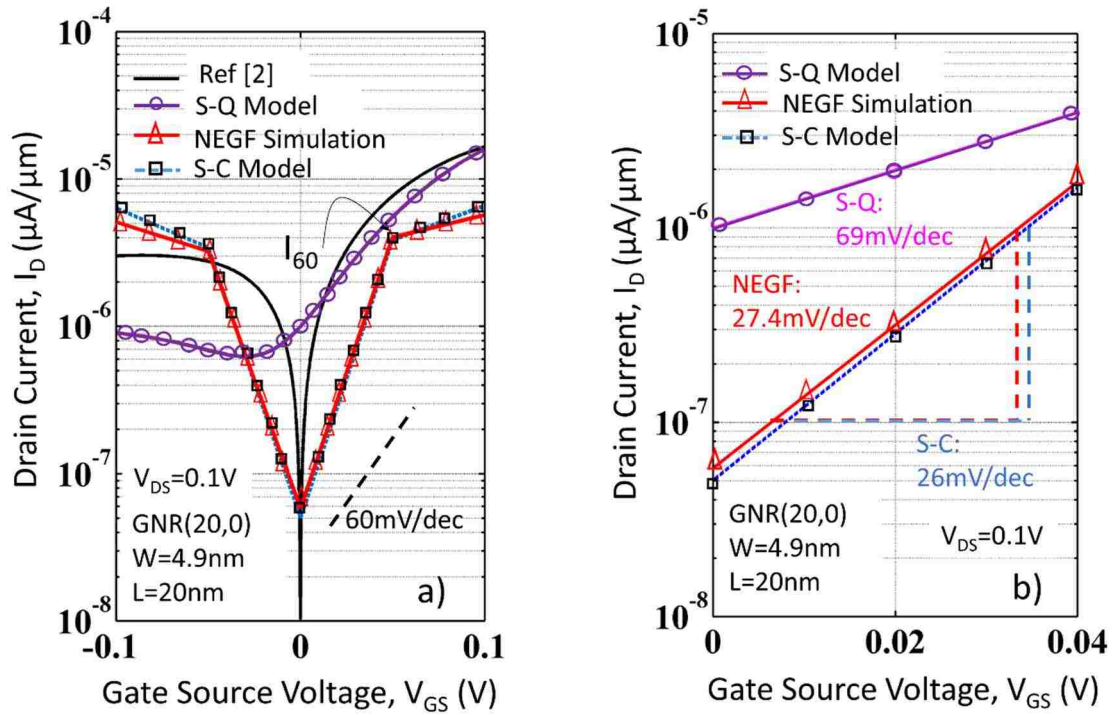 10⁻⁴
Ref [2]
S-Q Model
NEGF Simulation
S-C Model
10⁻⁵
I₆₀
10⁻⁶
10⁻⁷
V_DS=0.1V
60mV/dec
GNR(20,0)
W=4.9nm
L=20nm
a)
10⁻⁸
-0.1
0
0.1
Drain Current, I_D (μA/μm)
Gate Source Voltage, V_GS (V)
10⁻⁵
S-Q Model
NEGF Simulation
S-C Model
10⁻⁶
S-Q:
69mV/dec
NEGF:
27.4mV/dec
10⁻⁷
S-C:
26mV/dec
GNR(20,0)
W=4.9nm
L=20nm
V_DS=0.1V
b)
10⁻⁸
0
0.02
0.04
Drain Current, I_D (μA/μm)
Gate Source Voltage, V_GS (V)